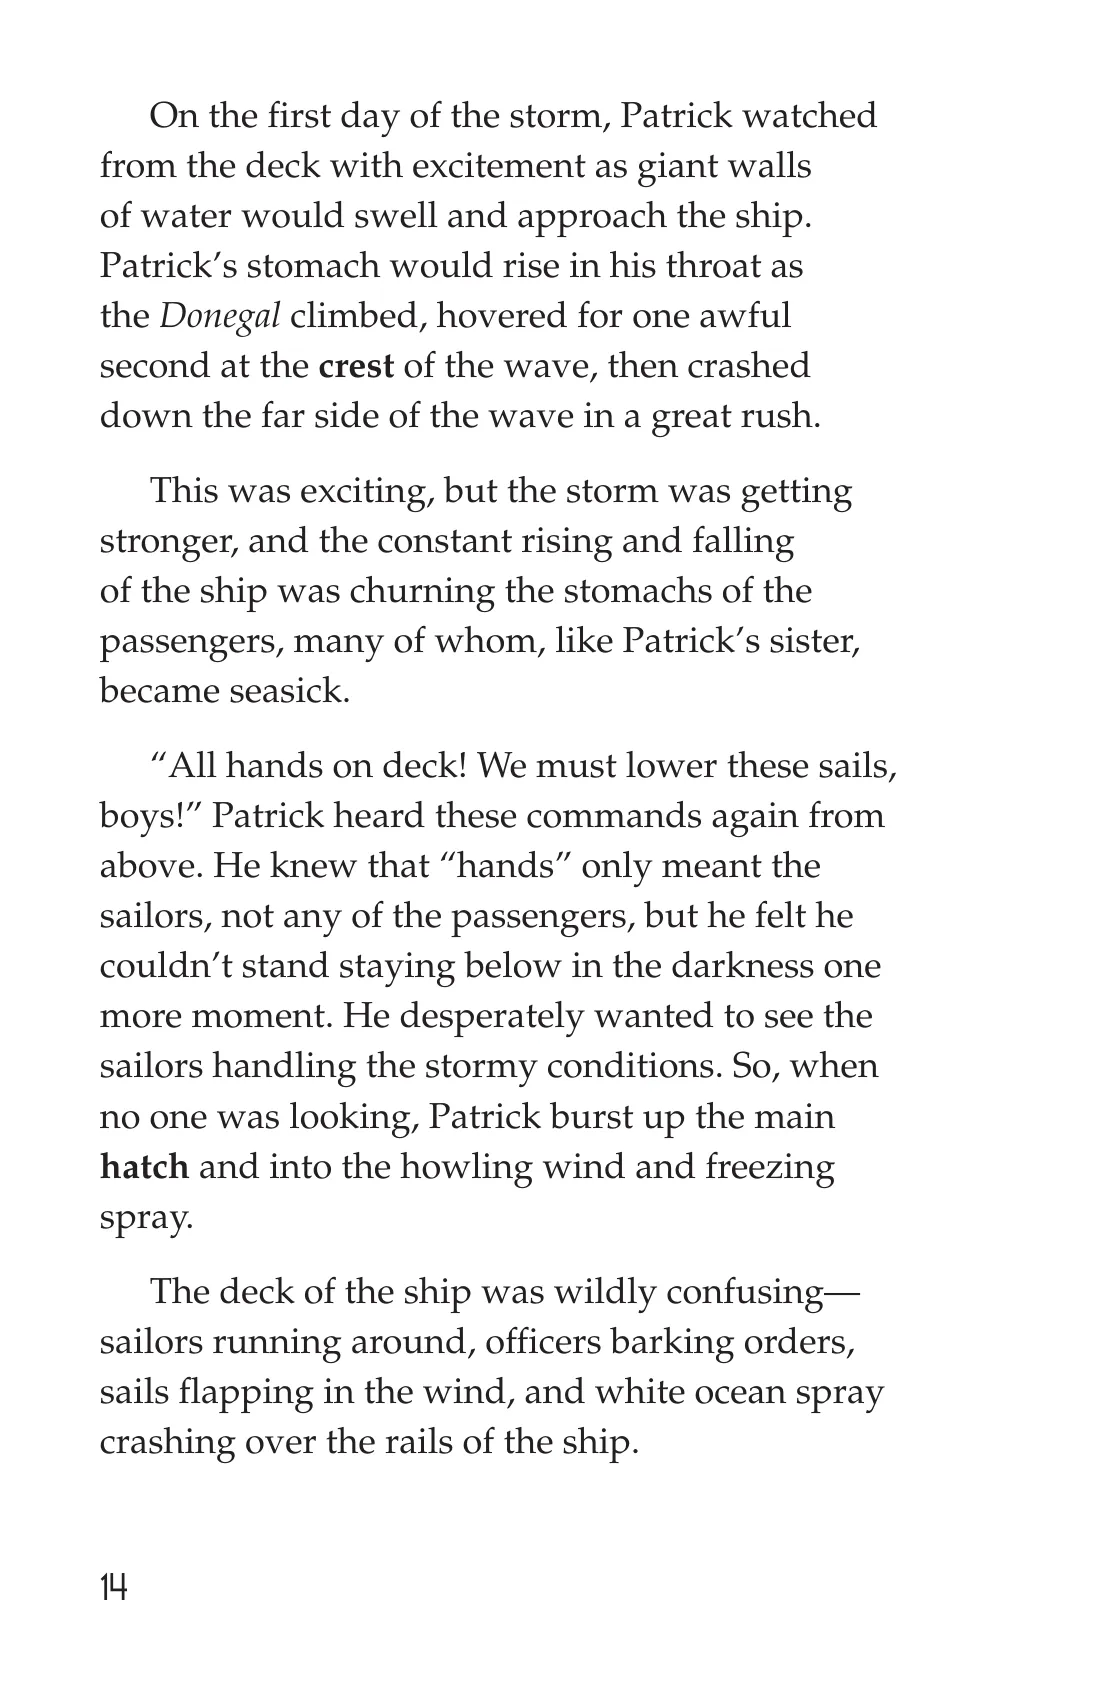 On the first day of the storm, Patrick watched
from the deck with excitement as giant walls
of water would swell and approach the ship.
Patrick’s stomach would rise in his throat as
the Donegal climbed, hovered for one awful
second at the crest of the wave, then crashed
down the far side of the wave in a great rush.
This was exciting, but the storm was getting
stronger, and the constant rising and falling
of the ship was churning the stomachs of the
passengers, many of whom, like Patrick’s sister,
became seasick.
“All hands on deck! We must lower these sails,
boys!” Patrick heard these commands again from
above. He knew that “hands” only meant the
sailors, not any of the passengers, but he felt he
couldn’t stand staying below in the darkness one
more moment. He desperately wanted to see the
sailors handling the stormy conditions. So, when
no one was looking, Patrick burst up the main
hatch and into the howling wind and freezing
spray.
The deck of the ship was wildly confusing—
sailors running around, officers barking orders,
sails flapping in the wind, and white ocean spray
crashing over the rails of the ship.
14